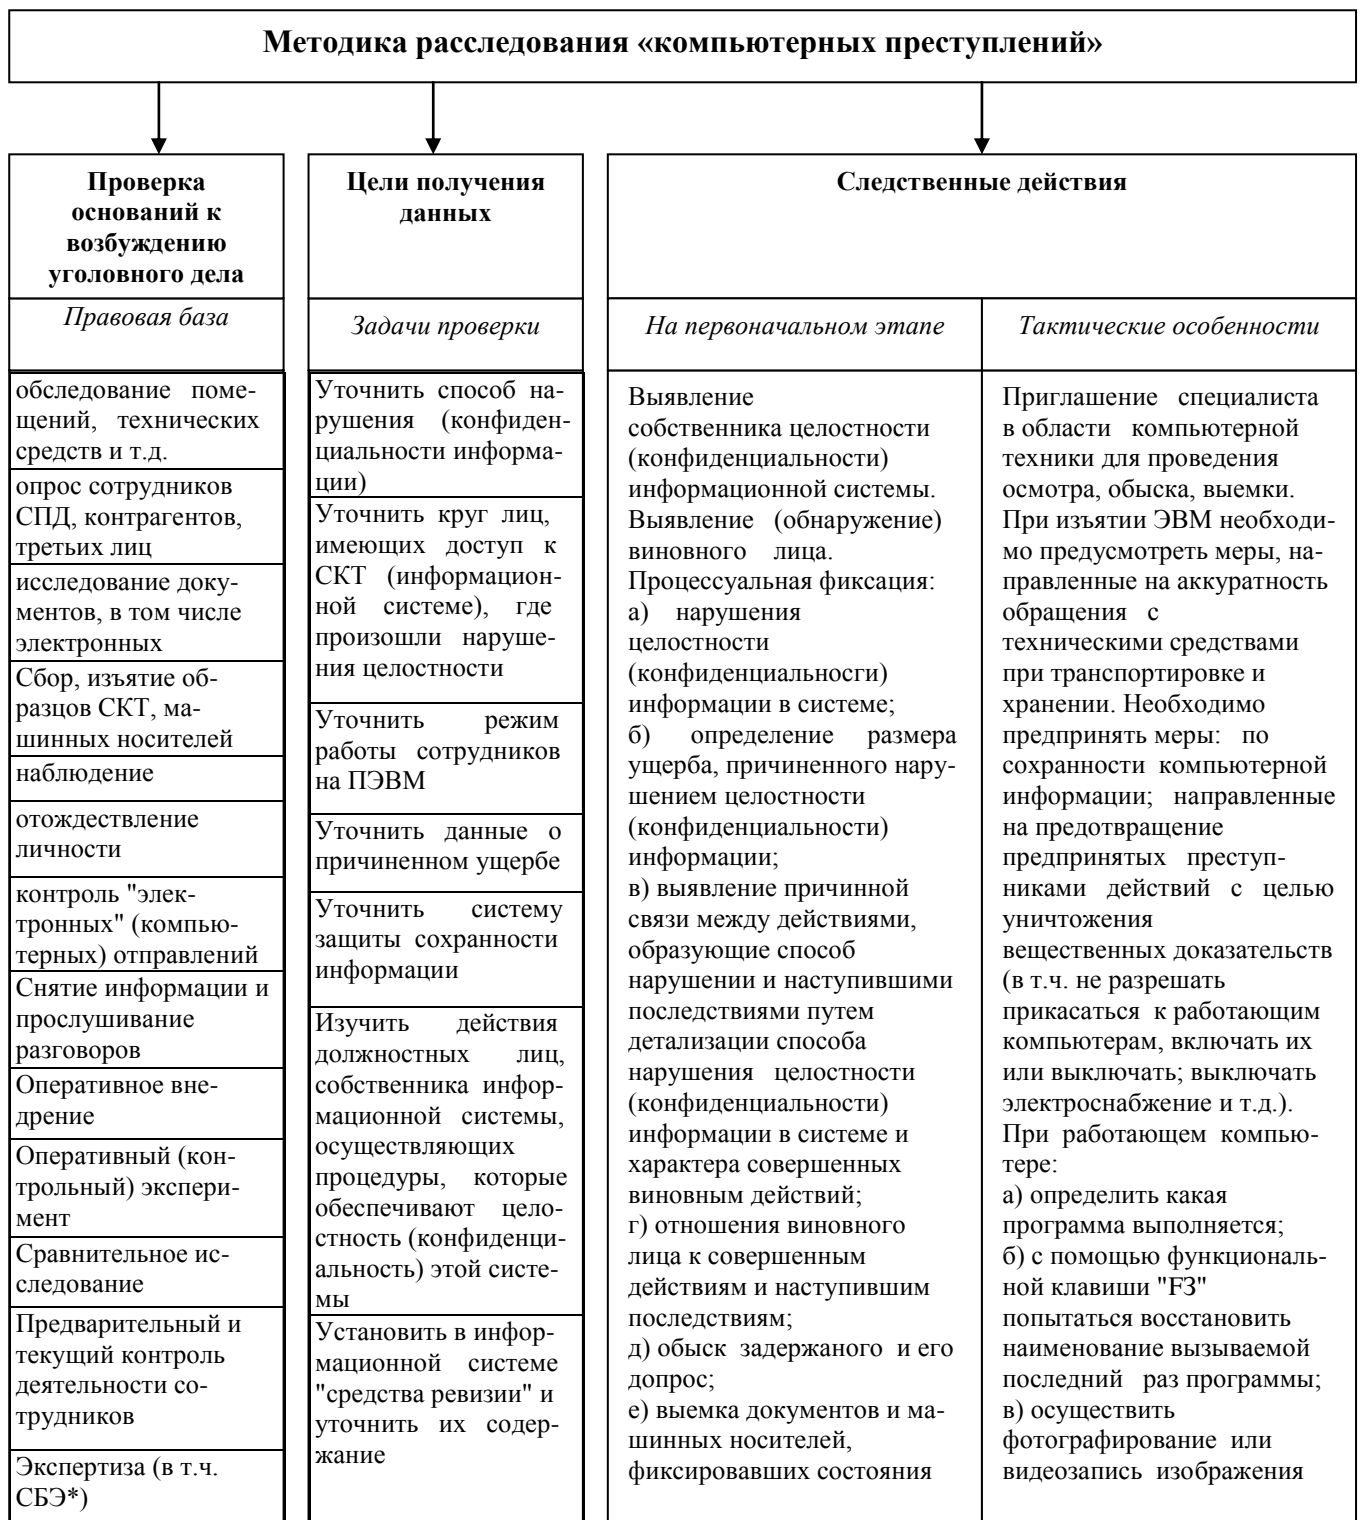 Методика расследования «компьютерных преступлений»
Проверка
оснований к
возбуждению
уголовного дела
Правовая база
обследование поме-
щений, технических
средств и т.д.
опрос сотрудников
СПД, контрагентов,
третьих лиц
исследование доку-
ментов, в том числе
электронных
Сбор, изъятие об-
разцов СКТ, ма-
шинных носителей
наблюдение
отождествление
личности
контроль "элек-
тронных" (компью-
терных) отправлений
Снятие информации и
прослушивание
разговоров
Оперативное вне-
дрение
Оперативный (кон-
трольный) экспери-
мент
Сравнительное ис-
следование
Предварительный и
текущий контроль
деятельности со-
трудников
Экспертиза (в т.ч.
СБЭ*)
Цели получения
данных
Задачи проверки
Уточнить способ на-
рушения (конфиден-
циальности информа-
ции)
Уточнить круг лиц,
имеющих доступ к
СКТ (информацион-
ной системе), где
произошли наруше-
ния целостности
Уточнить режим
работы сотрудников
на ПЭВМ
Уточнить данные о
причиненном ущербе
Уточнить систему
защиты сохранности
информации
Изучить действия
должностных лиц,
собственника инфор-
мационной системы,
осуществляющих
процедуры, которые
обеспечивают цело-
стность (конфиденци-
альность) этой систе-
мы
Установить в инфор-
мационной системе
"средства ревизии" и
уточнить их содер-
жание
Следственные действия
На первоначальном этапе
Выявление
собственника целостности
(конфиденциальности)
информационной системы.
Выявление (обнаружение)
виновного лица.
Процессуальная фиксация:
а) нарушения
целостности
(конфиденциальносги)
информации в системе;
б) определение размера
ущерба, причиненного нару-
шением целостности
(конфиденциальности)
информации;
в) выявление причинной
связи между действиями,
образующие способ
нарушении и наступившими
последствиями путем
детализации способа
нарушения целостности
(конфиденциальности)
информации в системе и
характера совершенных
виновным действий;
г) отношения виновного
лица к совершенным
действиям и наступившим
последствиям;
д) обыск задержаного и его
допрос;
е) выемка документов и ма-
шинных носителей,
фиксировавших состояния
Тактические особенности
Приглашение специалиста
в области компьютерной
техники для проведения
осмотра, обыска, выемки.
При изъятии ЭВМ необходи-
мо предусмотреть меры, на-
правленные на аккуратность
обращения с
техническими средствами
при транспортировке и
хранении. Необходимо
предпринять меры: по
сохранности компьютерной
информации; направленные
на предотвращение
предпринятых преступ-
никами действий с целью
уничтожения
вещественных доказательств
(в т.ч. не разрешать
прикасаться к работающим
компьютерам, включать их
или выключать; выключать
электроснабжение и т.д.).
При работающем компью-
тере:
а) определить какая
программа выполняется;
б) с помощью функциональ-
ной клавиши "F3"
попытаться восстановить
наименование вызываемой
последний раз программы;
в) осуществить
фотографирование или
видеозапись изображения